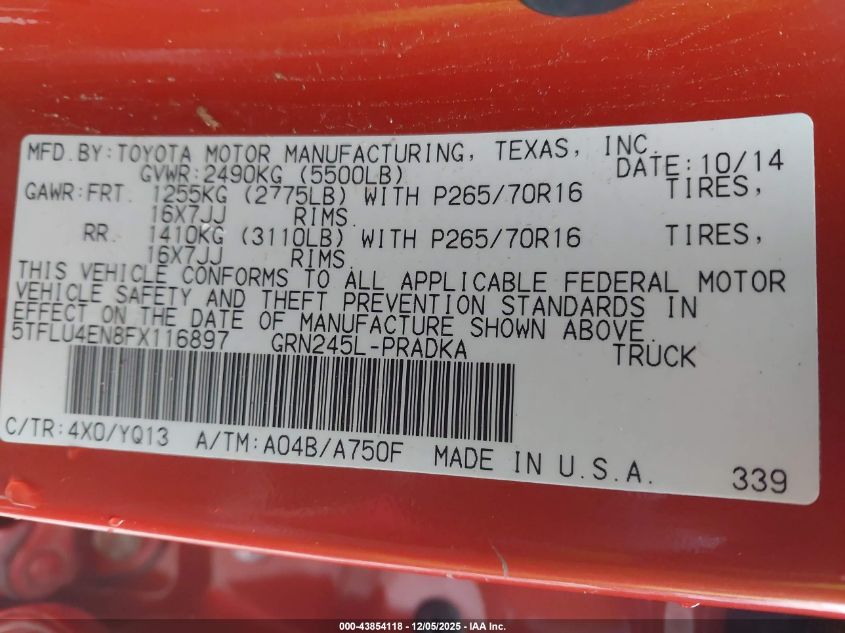 MFD. BY: TOYOTA MOTOR MANUFACTURING, TEXAS, INC.
GVWR: 2490KG (5500LB) DATE: 10/14
GAWR: FRT. 1255KG (2775LB) WITH P265/70R16 TIRES,
16X7JJ RIMS.
RR. 1410KG (3110LB) WITH P265/70R16 TIRES,
16X7JJ RIMS.
THIS VEHICLE CONFORMS TO ALL APPLICABLE FEDERAL MOTOR
VEHICLE SAFETY AND THEFT PREVENTION STANDARDS IN
EFFECT ON THE DATE OF MANUFACTURE SHOWN ABOVE.
5TFLU4EN8FX116897 GRN245L-PRADKA TRUCK
C/TR: 4X0/YQ13 A/TM: A04B/A750F MADE IN U.S.A. 339
000-43854118 - 12/05/2025 - IAA Inc.